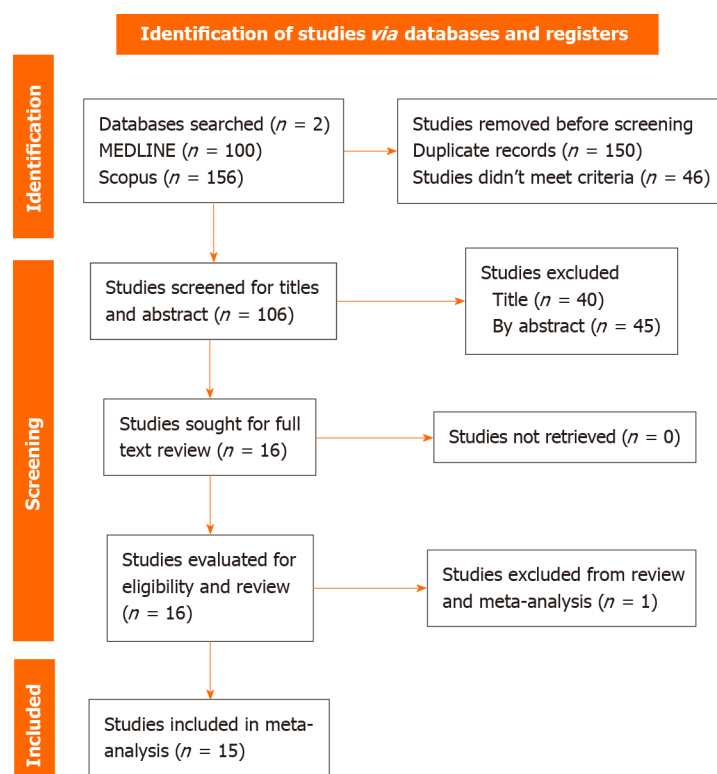 Identification of studies via databases and registers
Identification
Databases searched (n = 2)
MEDLINE (n = 100)
Scopus (n = 156)
Studies removed before screening
Duplicate records (n = 150)
Studies didn't meet criteria (n = 46)
Screening
Studies screened for titles
and abstract (n = 106)
Studies excluded
Title (n = 40)
By abstract (n = 45)
Studies sought for full
text review (n = 16)
Studies not retrieved (n = 0)
Studies evaluated for
eligibility and review
(n = 16)
Studies excluded from review
and meta-analysis (n = 1)
Included
Studies included in meta-
analysis (n = 15)